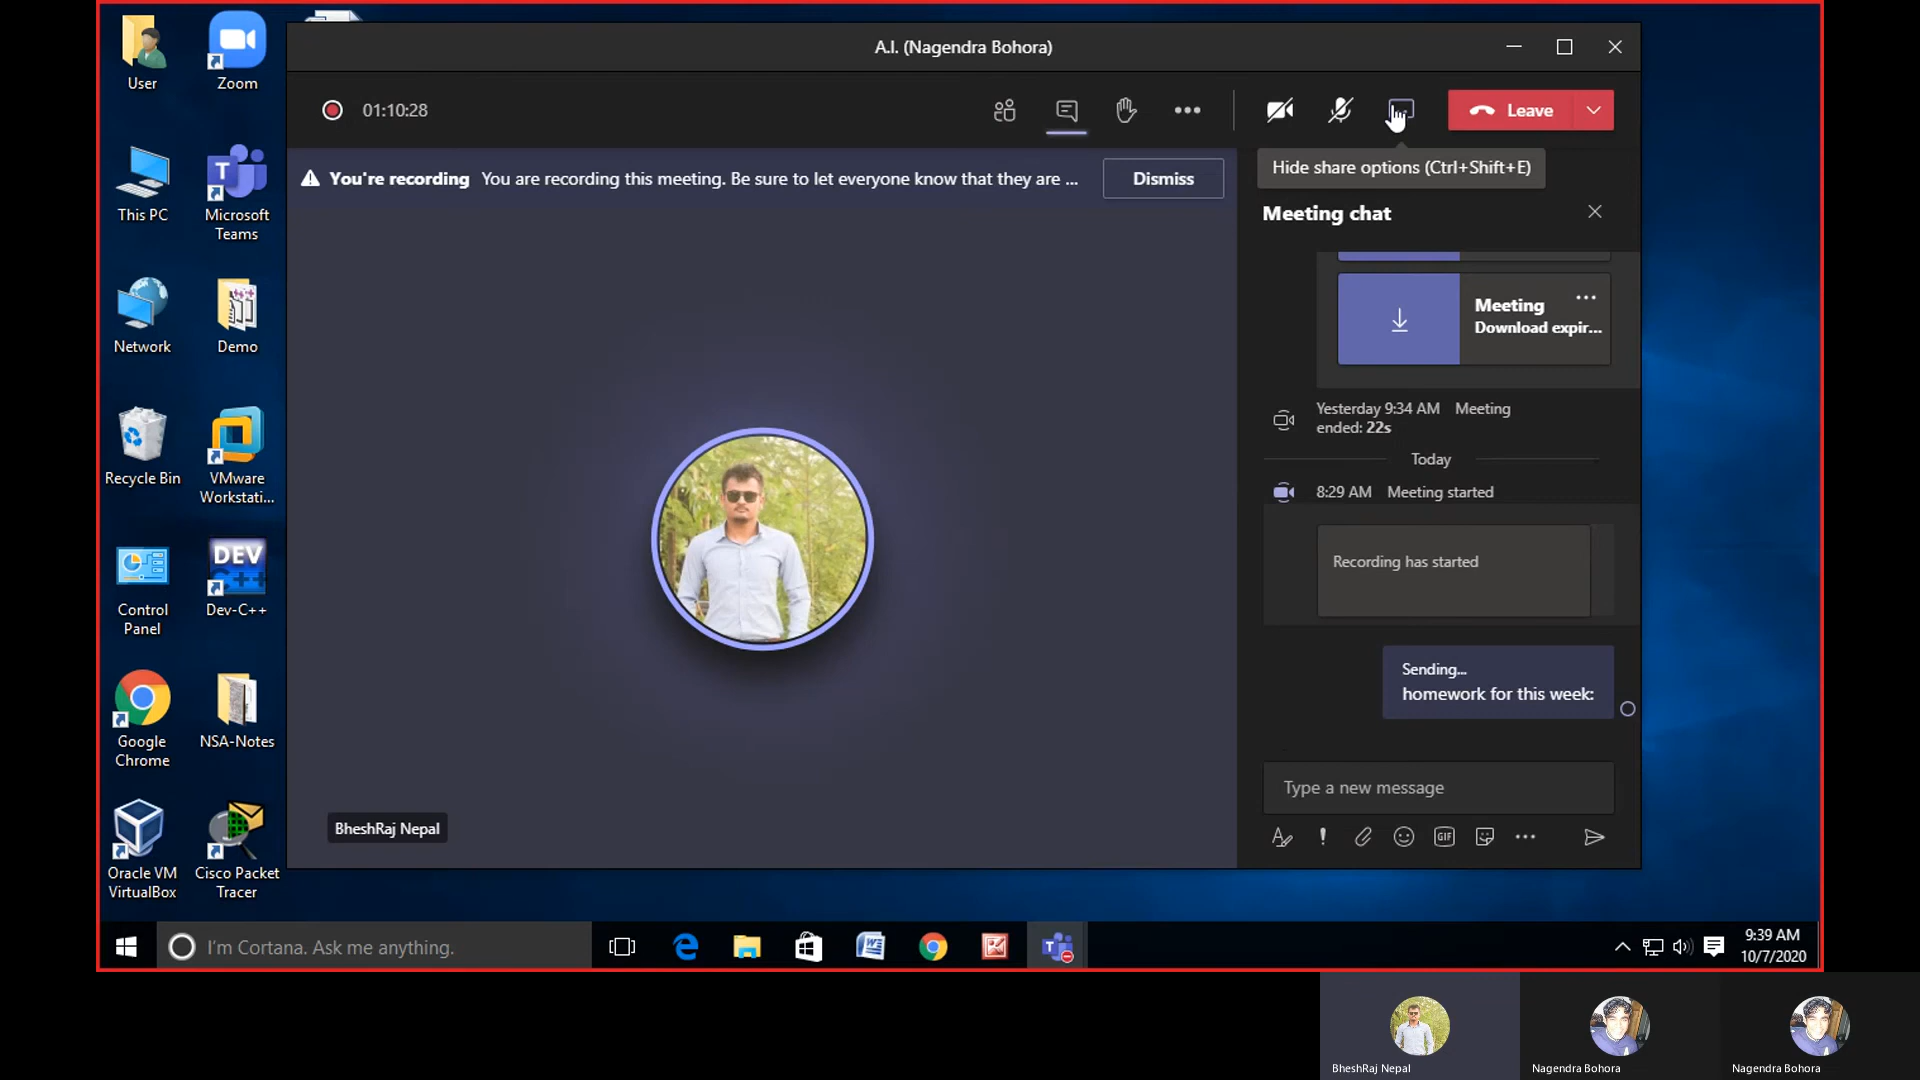 User
Zoom
This PC
Microsoft
Teams
Network
Demo
Recycle Bin
VMware
Workstati...
Control
Panel
DEV
C++
Dev-C++
Google
Chrome
NSA-Notes
Oracle VM
VirtualBox
Cisco Packet
Tracer
A.I. (Nagendra Bohora)
01:10:28
Leave
Hide share options (Ctrl+Shift+E)
You're recording You are recording this meeting. Be sure to let everyone know that they are ...
Dismiss
BheshRaj Nepal
Meeting chat
Meeting
Download expir...
Yesterday 9:34 AM Meeting
ended: 22s
Today
8:29 AM Meeting started
Recording has started
Sending...
homework for this week:
Type a new message
GIF
I'm Cortana. Ask me anything.
9:39 AM
10/7/2020
BheshRaj Nepal
Nagendra Bohora
Nagendra Bohora